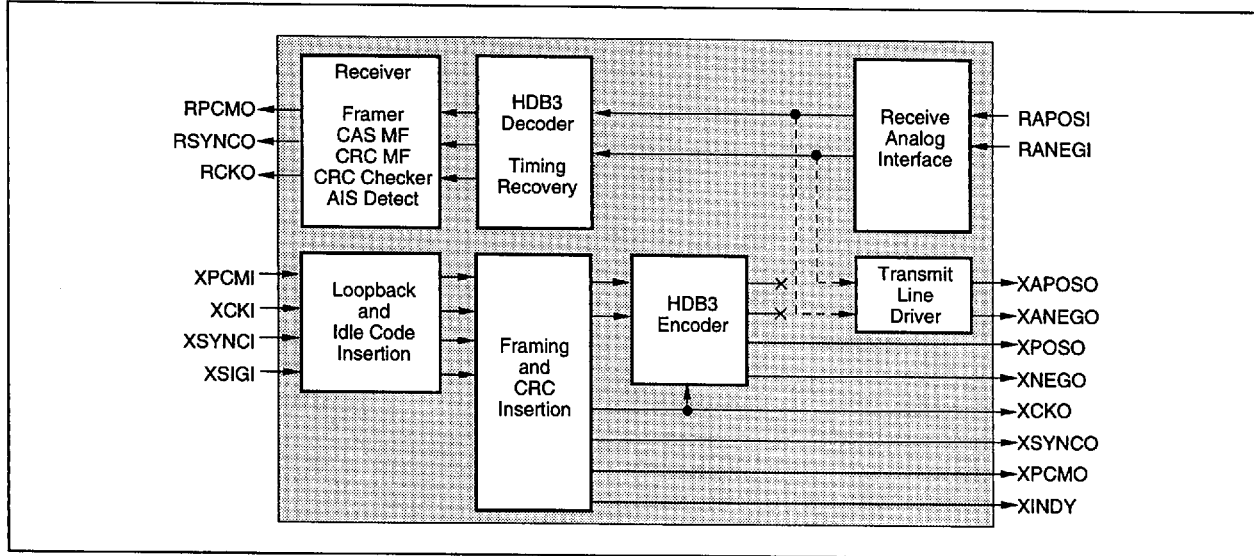 RPCMO
RSYNCO
RCKO
Receiver
Framer
CAS MF
CRC MF
CRC Checker
AIS Detect
HDB3
Decoder
Timing
Recovery
Receive
Analog
Interface
RAPOSI
RANEGI
XPCMI
XCKI
XSYNCI
XSIGI
Loopback
and
Idle Code
Insertion
Framing
and
CRC
Insertion
HDB3
Encoder
Transmit
Line
Driver
XAPOSO
XANEGO
XPOSO
XNEGO
XCKO
XSYNCO
XPCMO
XINDY